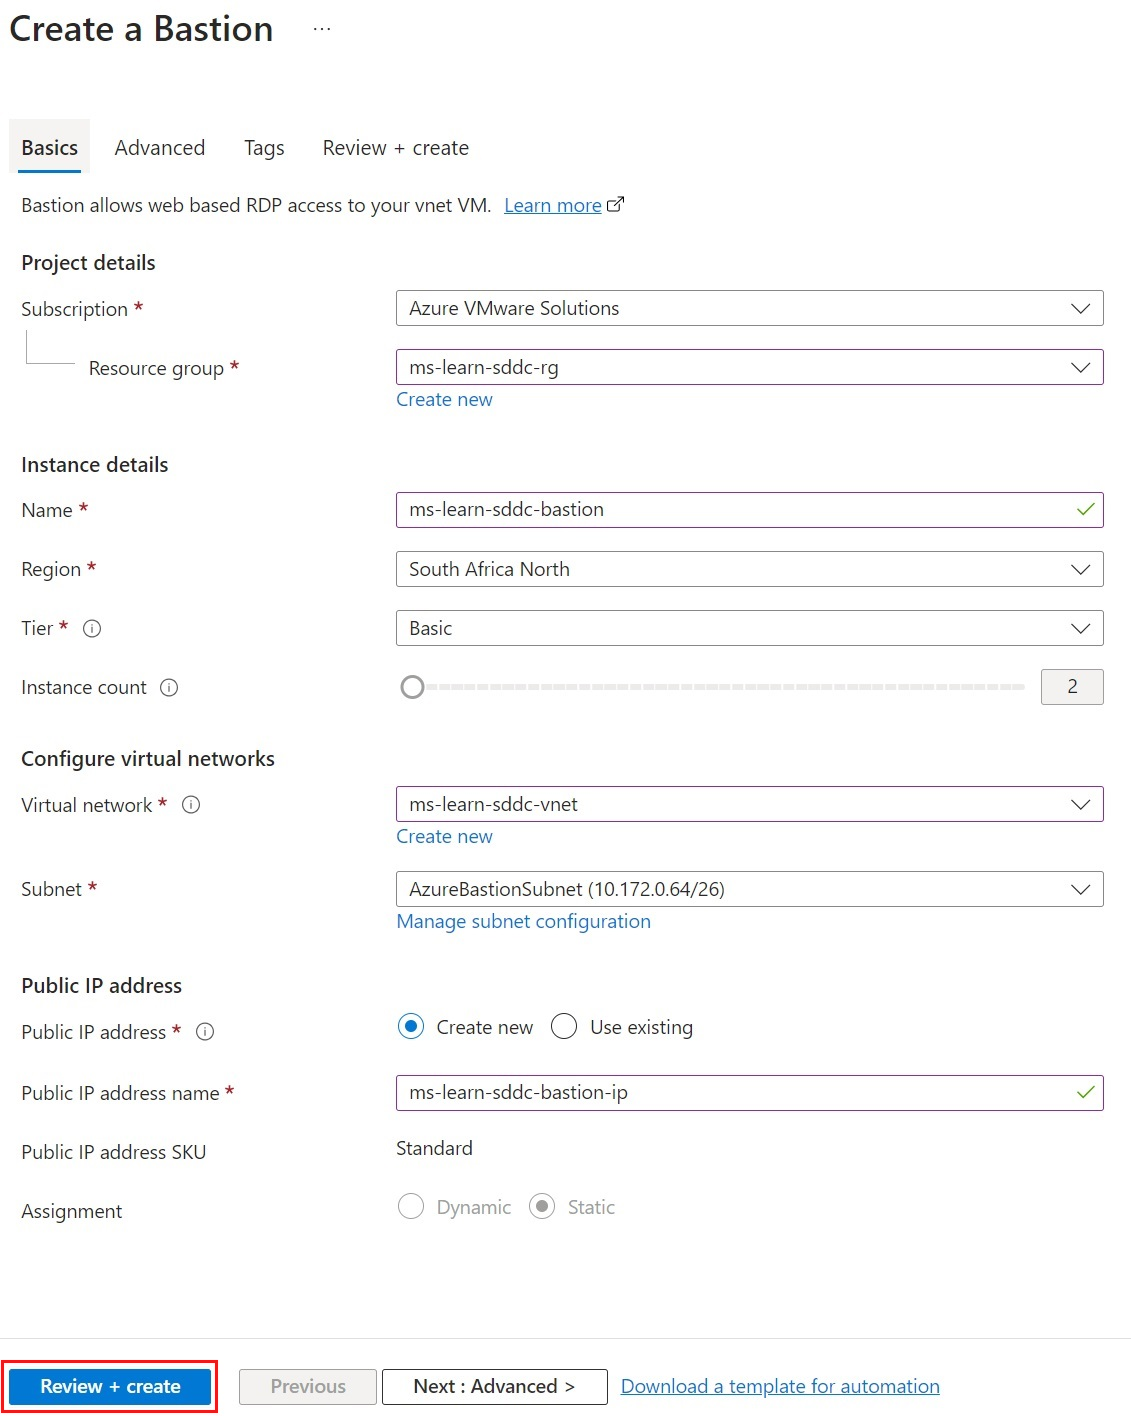 Create a Bastion ...
Basics Advanced Tags Review + create
Bastion allows web based RDP access to your vnet VM. Learn more
Project details
Subscription * Azure VMware Solutions
Resource group * ms-learn-sddc-rg
Create new
Instance details
Name * ms-learn-sddc-bastion
Region * South Africa North
Tier * Basic
Instance count 2
Configure virtual networks
Virtual network * ms-learn-sddc-vnet
Create new
Subnet * AzureBastionSubnet (10.172.0.64/26)
Manage subnet configuration
Public IP address
Public IP address * Create new Use existing
Public IP address name * ms-learn-sddc-bastion-ip
Public IP address SKU Standard
Assignment Dynamic Static
Review + create Previous Next : Advanced > Download a template for automation